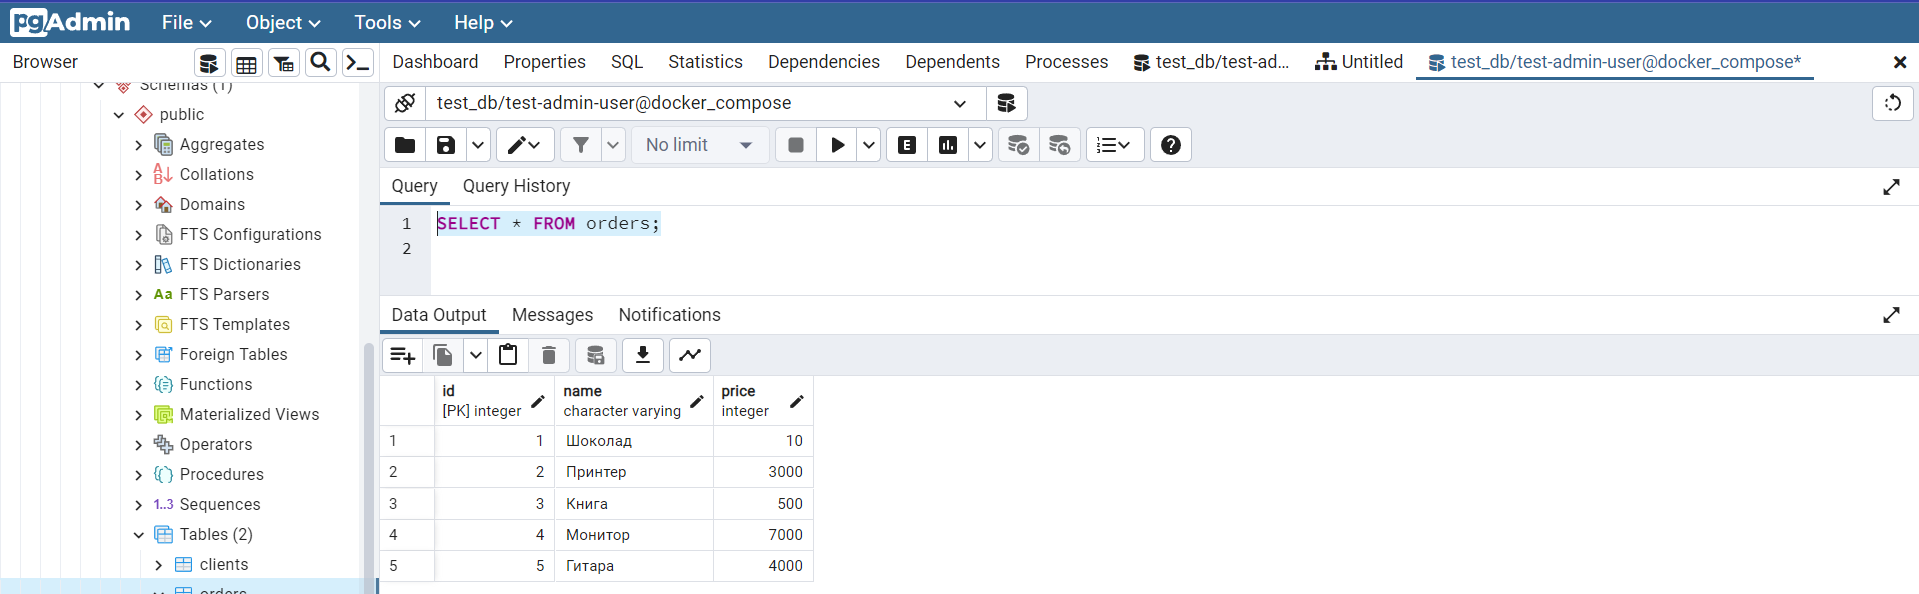 pgAdmin File Object Tools Help
Browser
Dashboard Properties SQL Statistics Dependencies Dependents Processes test_db/test-ad... Untitled test_db/test-admin-user@docker_compose*
Schemas (1)
public
Aggregates
Collations
Domains
FTS Configurations
FTS Dictionaries
Aa FTS Parsers
FTS Templates
Foreign Tables
Functions
Materialized Views
Operators
Procedures
1..3 Sequences
Tables (2)
clients
orders
test_db/test-admin-user@docker_compose
No limit E
Query Query History
1 SELECT * FROM orders;
2
Data Output Messages Notifications
id name price
[PK] integer character varying integer
1 1 Шоколад 10
2 2 Принтер 3000
3 3 Книга 500
4 4 Монитор 7000
5 5 Гитара 4000